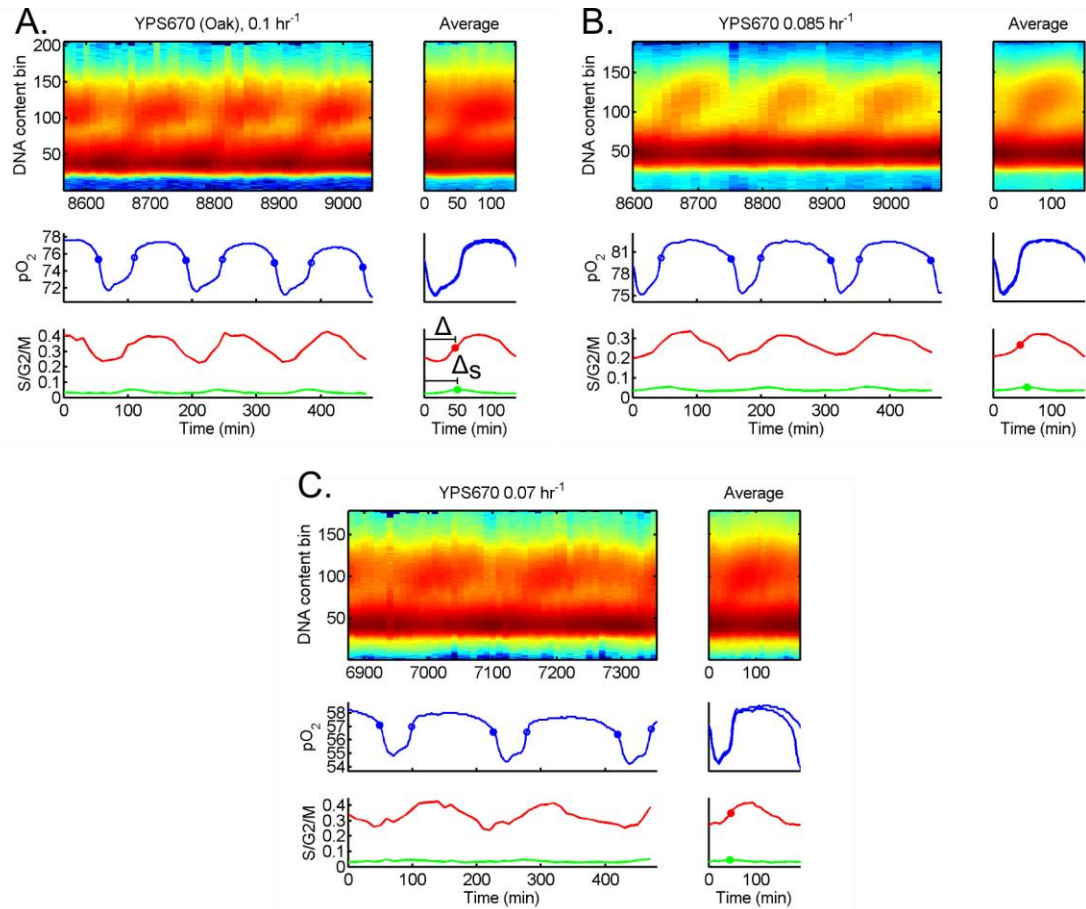 A.
YPS670 (Oak), 0.1 hr⁻¹
Average
DNA content bin
200
150
100
50
8600 8700 8800 8900 9000
0 50 100
pO₂
78
76
74
72
S/G2/M
0.4
0.3
0.2
0.1
0
Δ
Δs
0 100 200 300 400
0 50 100
Time (min)
Time (min)
B.
YPS670 0.085 hr⁻¹
Average
DNA content bin
150
100
50
8600 8700 8800 8900 9000
0 100
pO₂
81
78
75
S/G2/M
0.3
0.2
0.1
0
0 100 200 300 400
0 100
Time (min)
Time (min)
C.
YPS670 0.07 hr⁻¹
Average
DNA content bin
150
100
50
6900 7000 7100 7200 7300
0 100
pO₂
58
57
56
55
54
S/G2/M
0.4
0.3
0.2
0.1
0
0 100 200 300 400
0 100
Time (min)
Time (min)